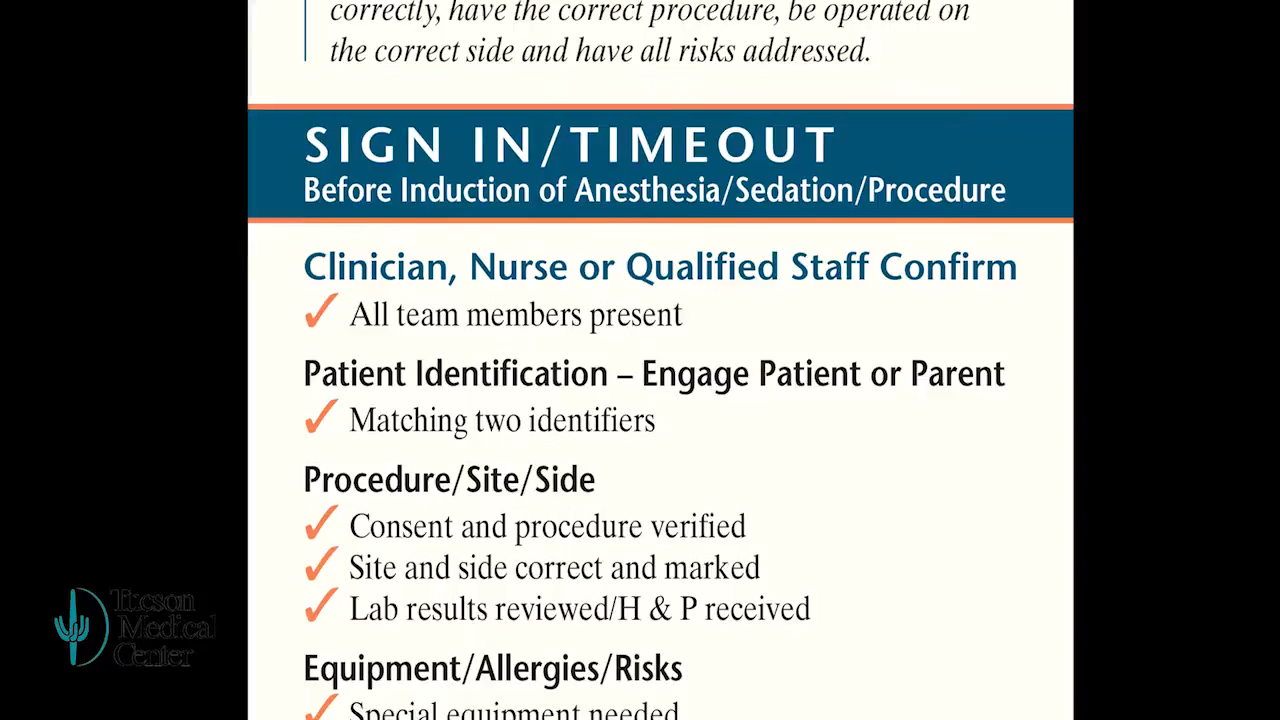 correctly, have the correct procedure, be operated on
the correct side and have all risks addressed.
SIGN IN/TIMEOUT
Before Induction of Anesthesia/Sedation/Procedure
Clinician, Nurse or Qualified Staff Confirm
✓ All team members present
Patient Identification – Engage Patient or Parent
✓ Matching two identifiers
Procedure/Site/Side
✓ Consent and procedure verified
✓ Site and side correct and marked
✓ Lab results reviewed/H & P received
Equipment/Allergies/Risks
✓ Special equipment needed
Tucson
Medical
Center